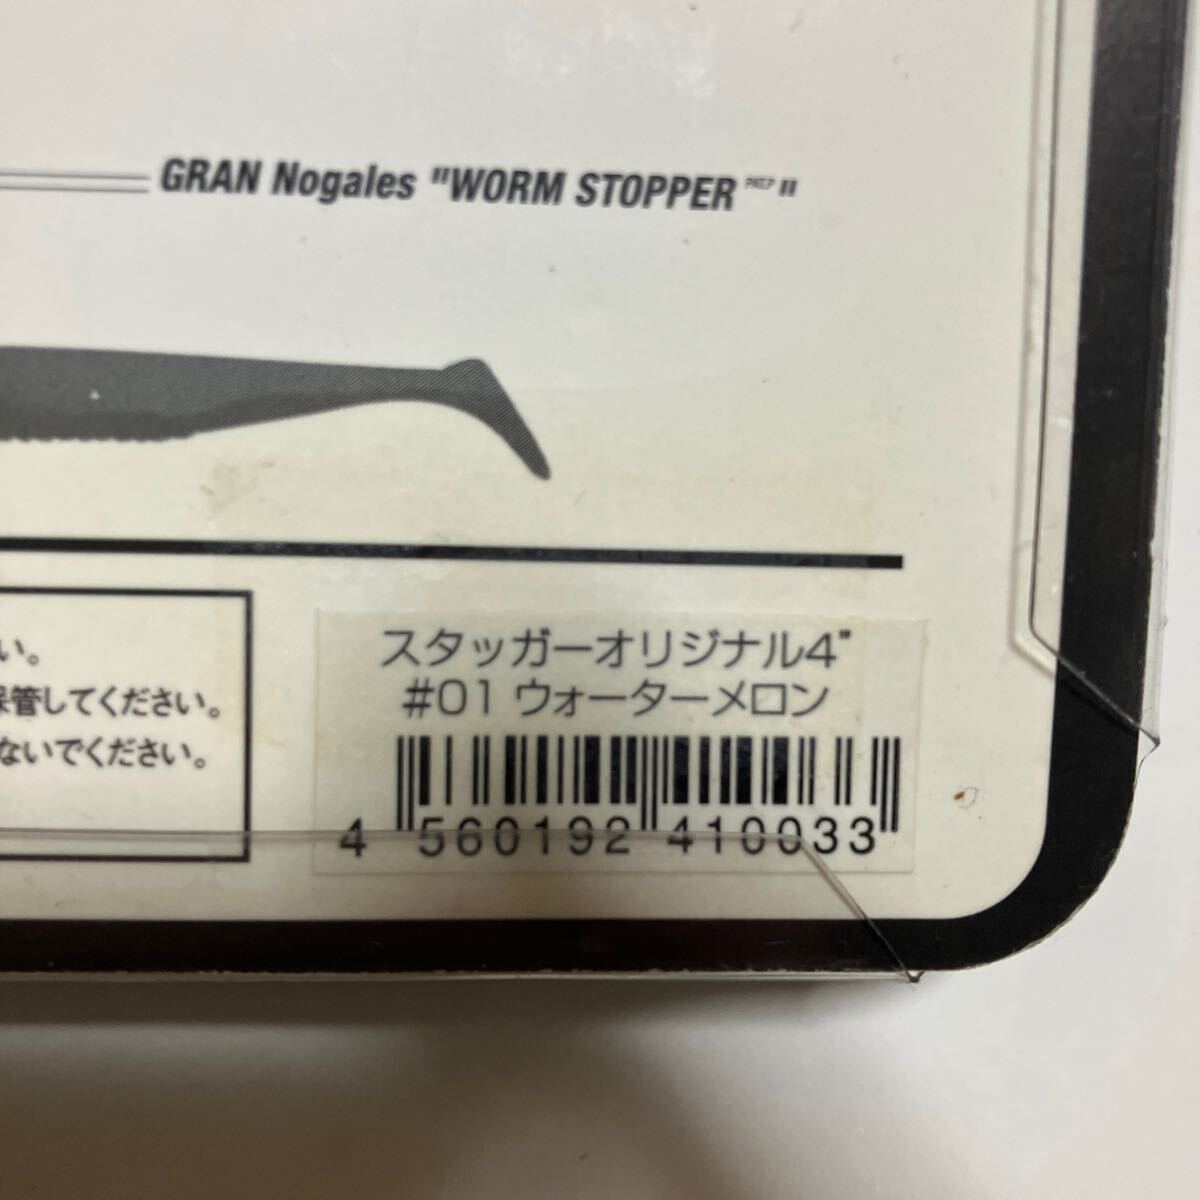 GRAN Nogales "WORM STOPPER PAT.P"
い。
保管してください。
ないでください。
スタッガーオリジナル4"
#01 ウォーターメロン
4 560192 410033